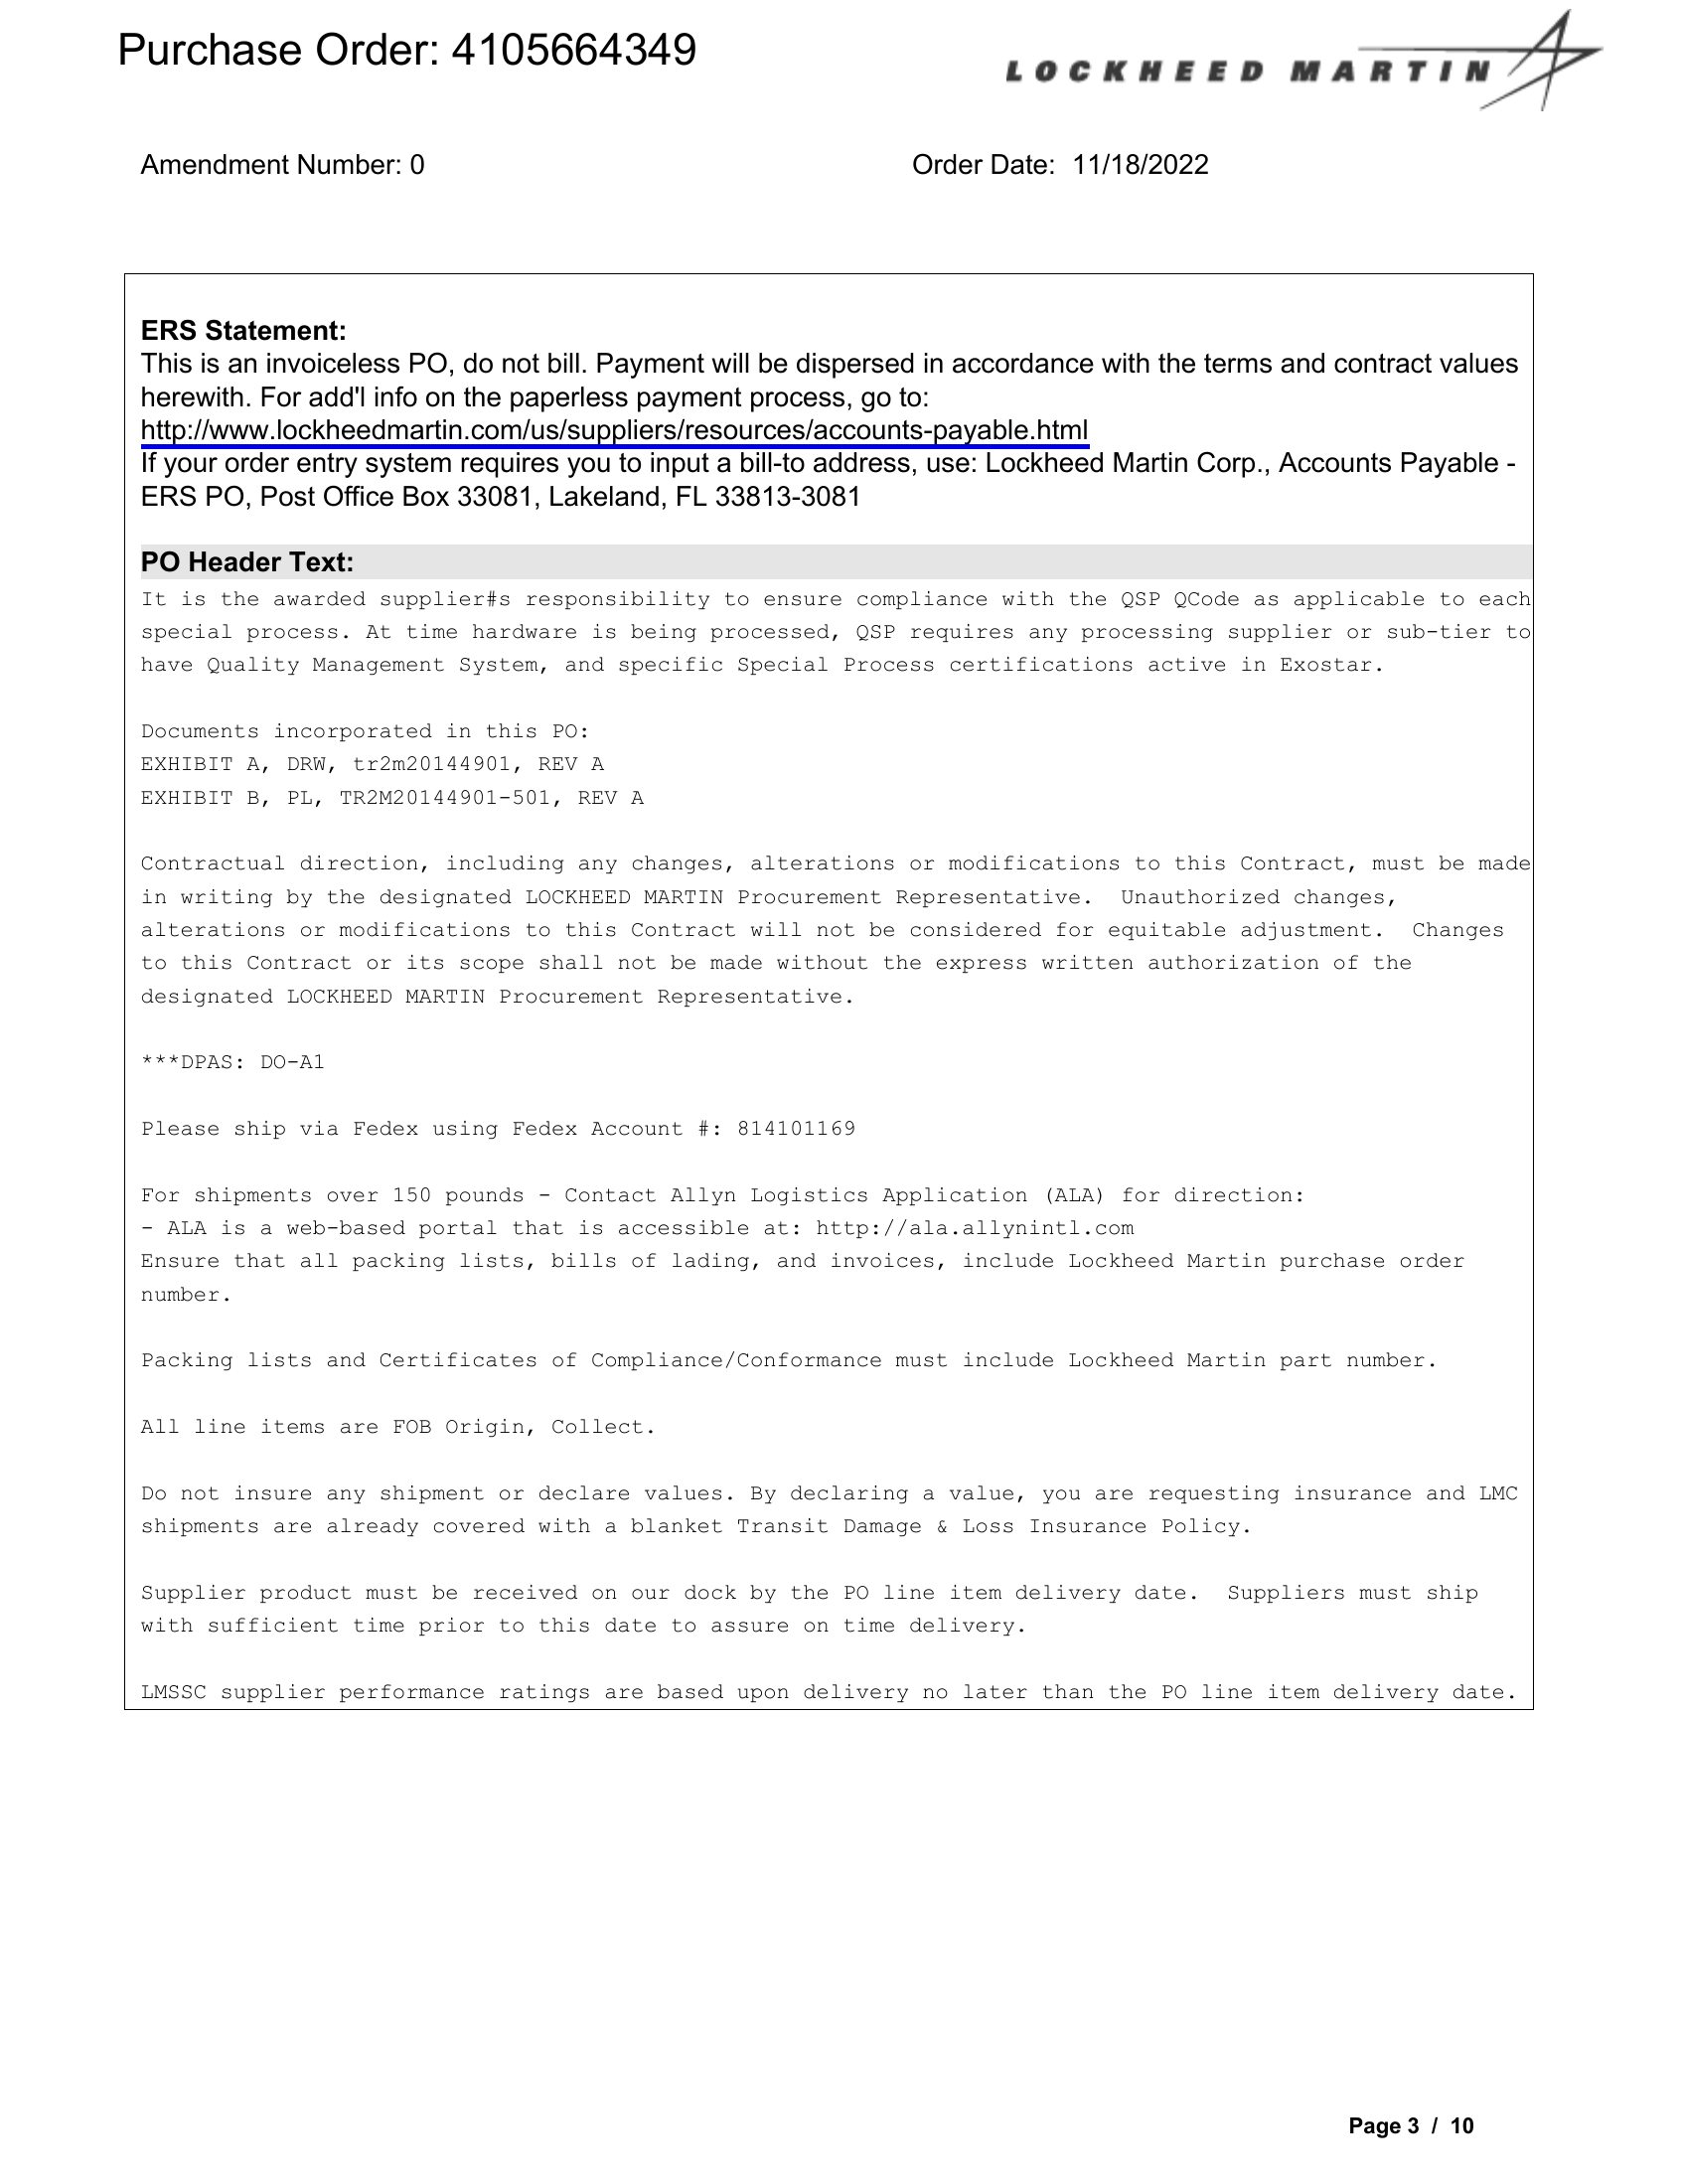 Purchase Order: 4105664349
LOCKHEED MARTIN
Amendment Number: 0
Order Date: 11/18/2022
ERS Statement:
This is an invoiceless PO, do not bill. Payment will be dispersed in accordance with the terms and contract values
herewith. For add'l info on the paperless payment process, go to:
http://www.lockheedmartin.com/us/suppliers/resources/accounts-payable.html
If your order entry system requires you to input a bill-to address, use: Lockheed Martin Corp., Accounts Payable -
ERS PO, Post Office Box 33081, Lakeland, FL 33813-3081
PO Header Text:
It is the awarded supplier#s responsibility to ensure compliance with the QSP QCode as applicable to each
special process. At time hardware is being processed, QSP requires any processing supplier or sub-tier to
have Quality Management System, and specific Special Process certifications active in Exostar.
Documents incorporated in this PO:
EXHIBIT A, DRW, tr2m20144901, REV A
EXHIBIT B, PL, TR2M20144901-501, REV A
Contractual direction, including any changes, alterations or modifications to this Contract, must be made
in writing by the designated LOCKHEED MARTIN Procurement Representative.  Unauthorized changes,
alterations or modifications to this Contract will not be considered for equitable adjustment.  Changes
to this Contract or its scope shall not be made without the express written authorization of the
designated LOCKHEED MARTIN Procurement Representative.
***DPAS: DO-A1
Please ship via Fedex using Fedex Account #: 814101169
For shipments over 150 pounds - Contact Allyn Logistics Application (ALA) for direction:
- ALA is a web-based portal that is accessible at: http://ala.allynintl.com
Ensure that all packing lists, bills of lading, and invoices, include Lockheed Martin purchase order
number.
Packing lists and Certificates of Compliance/Conformance must include Lockheed Martin part number.
All line items are FOB Origin, Collect.
Do not insure any shipment or declare values. By declaring a value, you are requesting insurance and LMC
shipments are already covered with a blanket Transit Damage & Loss Insurance Policy.
Supplier product must be received on our dock by the PO line item delivery date.  Suppliers must ship
with sufficient time prior to this date to assure on time delivery.
LMSSC supplier performance ratings are based upon delivery no later than the PO line item delivery date.
Page 3 / 10